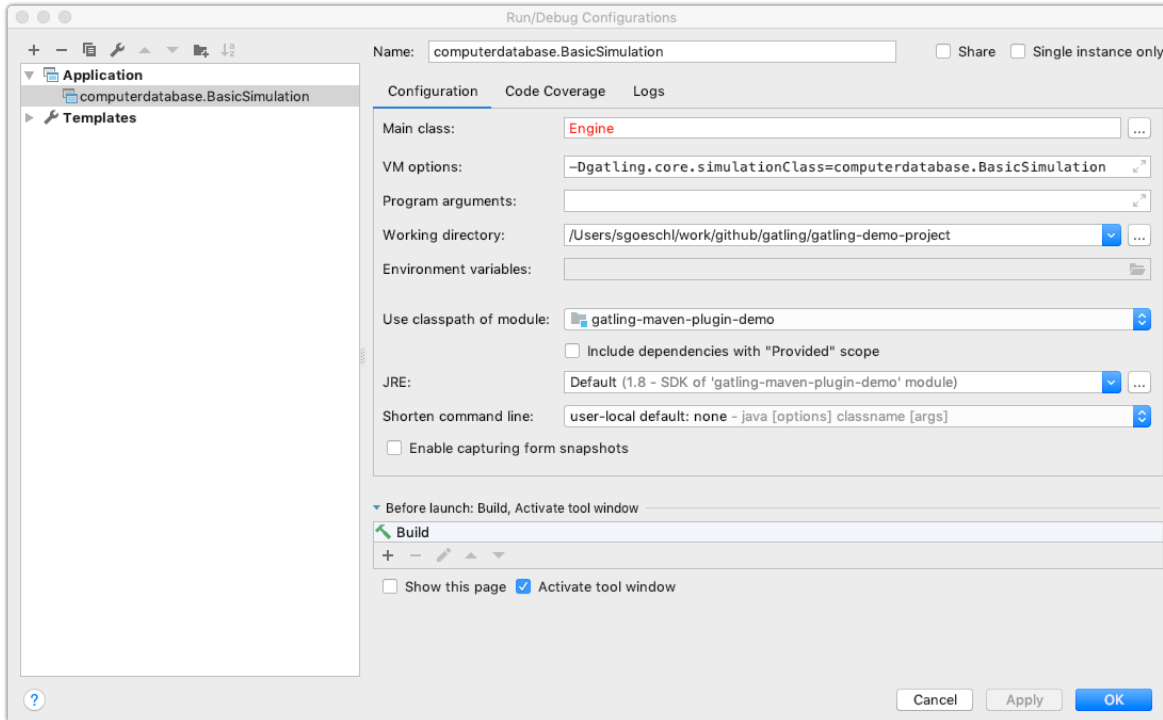 Run/Debug Configurations
Name: computerdatabase.BasicSimulation Share Single instance only
Application
computerdatabase.BasicSimulation
Templates
Configuration Code Coverage Logs
Main class: Engine ...
VM options: -Dgatling.core.simulationClass=computerdatabase.BasicSimulation
Program arguments:
Working directory: /Users/sgoeschl/work/github/gatling/gatling-demo-project ...
Environment variables:
Use classpath of module: gatling-maven-plugin-demo
Include dependencies with "Provided" scope
JRE: Default (1.8 - SDK of 'gatling-maven-plugin-demo' module) ...
Shorten command line: user-local default: none - java [options] classname [args]
Enable capturing form snapshots
Before launch: Build, Activate tool window
Build
Show this page Activate tool window
? Cancel Apply OK